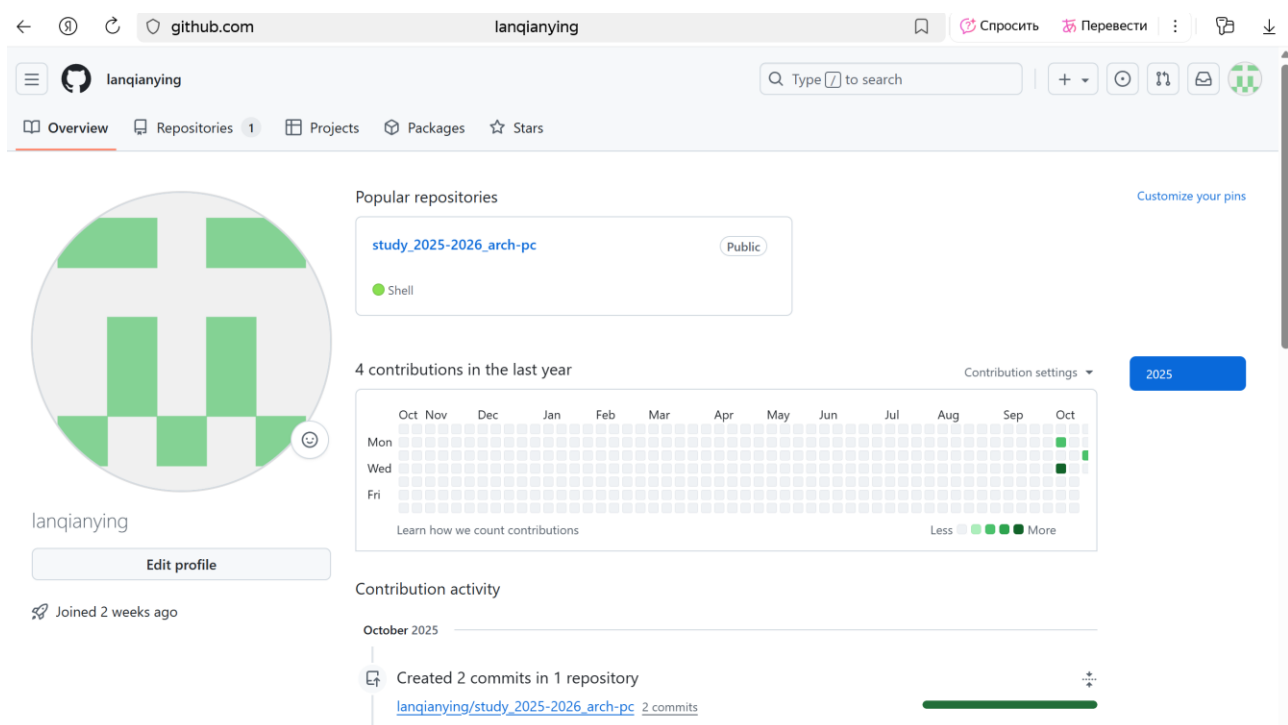 github.com lanqianying Спросить Перевести
lanqianying Type / to search
Overview Repositories 1 Projects Packages Stars
Popular repositories Customize your pins
study_2025-2026_arch-pc Public
Shell
4 contributions in the last year Contribution settings 2025
Oct Nov Dec Jan Feb Mar Apr May Jun Jul Aug Sep Oct
Mon
Wed
Fri
Learn how we count contributions Less More
lanqianying
Edit profile
Joined 2 weeks ago
Contribution activity
October 2025
Created 2 commits in 1 repository
lanqianying/study_2025-2026_arch-pc 2 commits